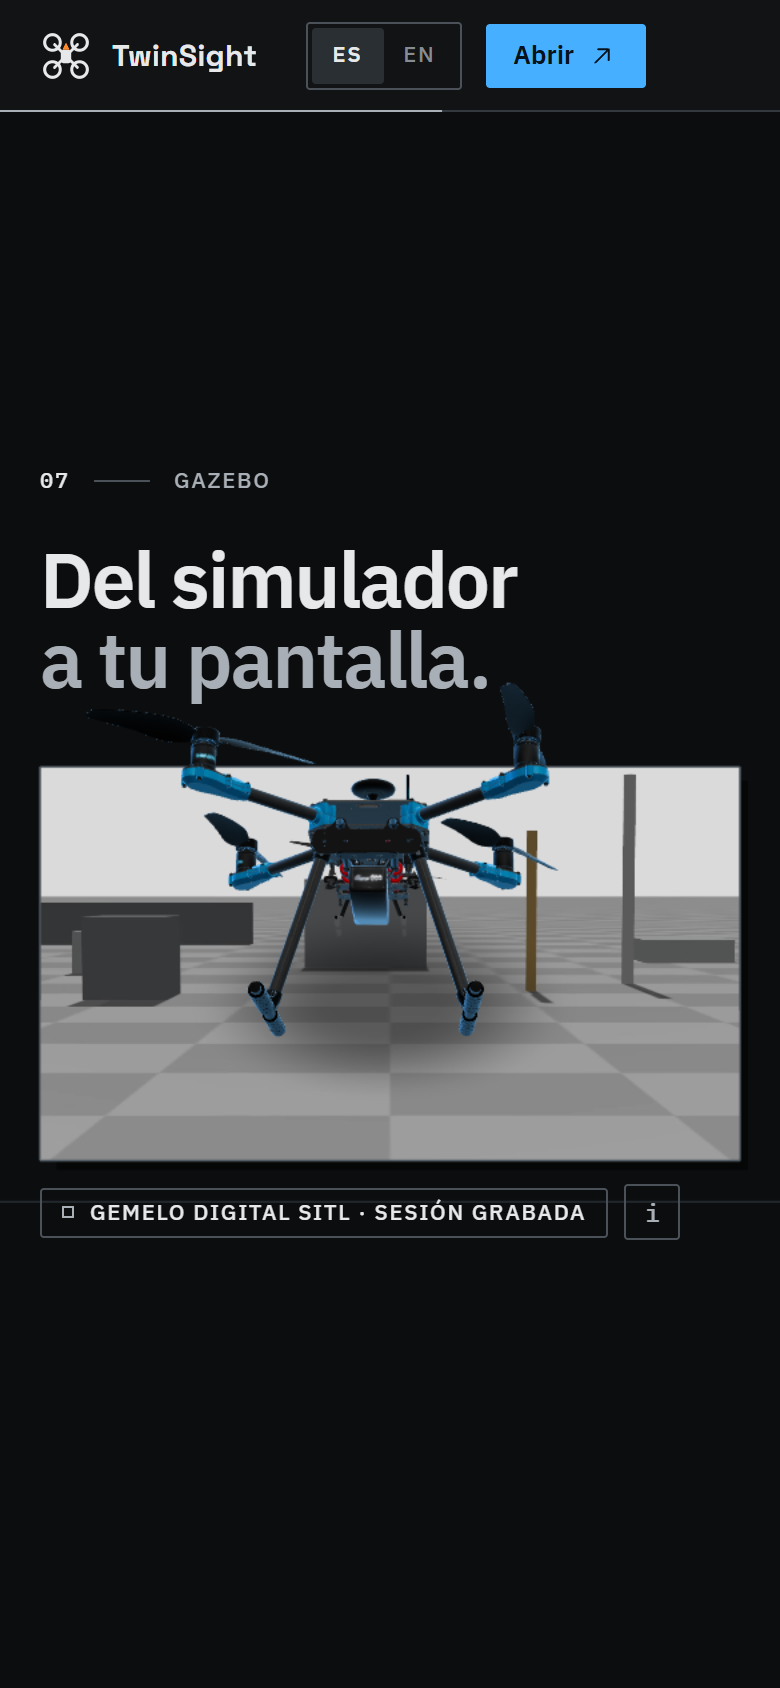 TwinSight
ES EN
Abrir
07 GAZEBO
Del simulador
a tu pantalla.
GEMELO DIGITAL SITL · SESIÓN GRABADA
i